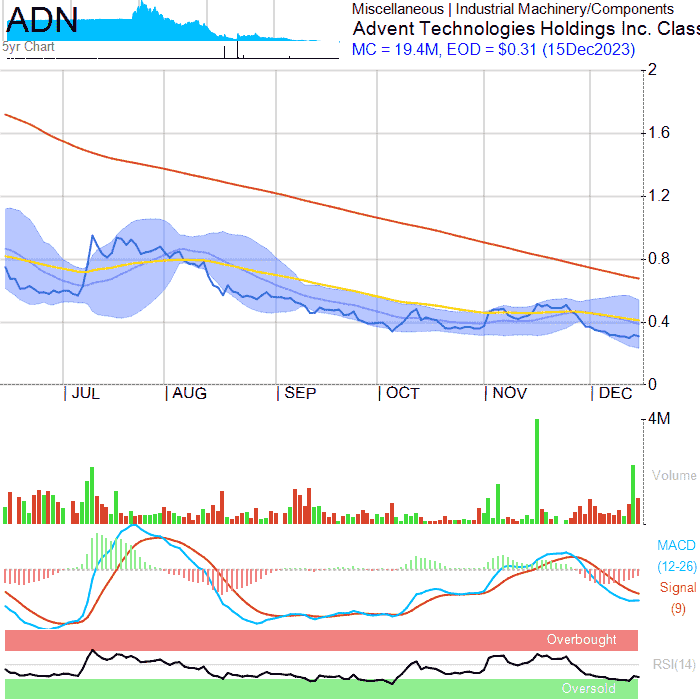 ADN
5yr Chart
Miscellaneous | Industrial Machinery/Components
Advent Technologies Holdings Inc. Class
MC = 19.4M, EOD = $0.31 (15Dec2023)
2
1.6
1.2
0.8
0.4
0
JUL AUG SEP OCT NOV DEC
4M
Volume
MACD
(12-26)
Signal
(9)
Overbought
RSI(14)
Oversold